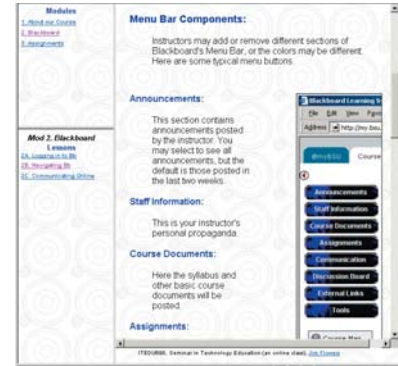 Modules
1. About our Course
2. Blackboard
3. Assignments
Mod 2. Blackboard
Lessons
2A. Logging in to Bb
2B. Navigating Bb
2C. Communicating Online
Menu Bar Components:
Instructors may add or remove different sections of
Blackboard's Menu Bar, or the colors may be different.
Here are some typical menu buttons.
Announcements:
This section contains
announcements posted
by the instructor. You
may select to see all
announcements, but the
default is those posted in
the last two weeks.
Staff Information:
This is your instructor's
personal propaganda.
Course Documents:
Here the syllabus and
other basic course
documents will be
posted.
Assignments:
Blackboard Learning
File Edit View
Address http://my.bsu.
Course
Announcements
Staff Information
Course Documents
Assignments
Communication
Discussion Board
External Links
Tools
Course Map
Seminar in Technology Education (an online class),